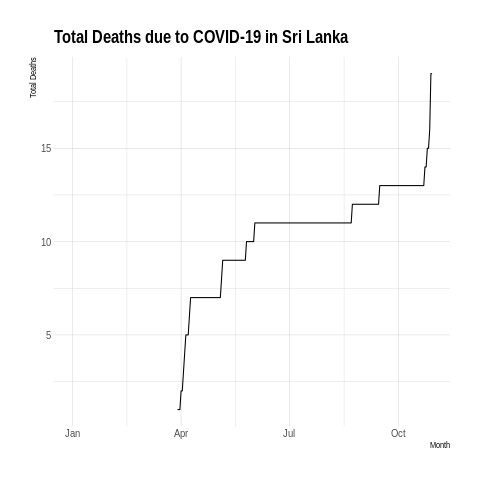 Total Deaths due to COVID-19 in Sri Lanka
Total Deaths
15
10
5
Jan Apr Jul Oct
Month